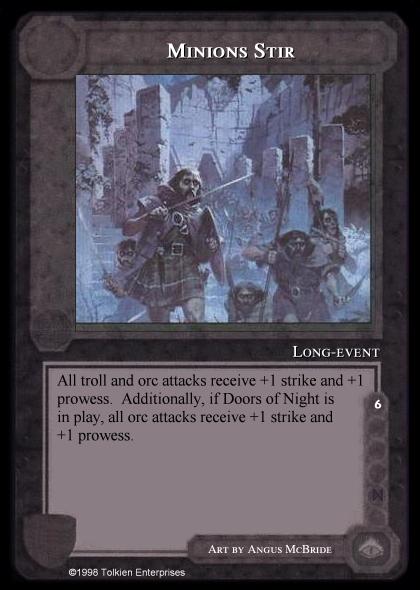 Minions Stir
Long-event
All troll and orc attacks receive +1 strike and +1
prowess.  Additionally, if Doors of Night is
in play, all orc attacks receive +1 strike and
+1 prowess.
6
N
Art by Angus McBride
©1998 Tolkien Enterprises